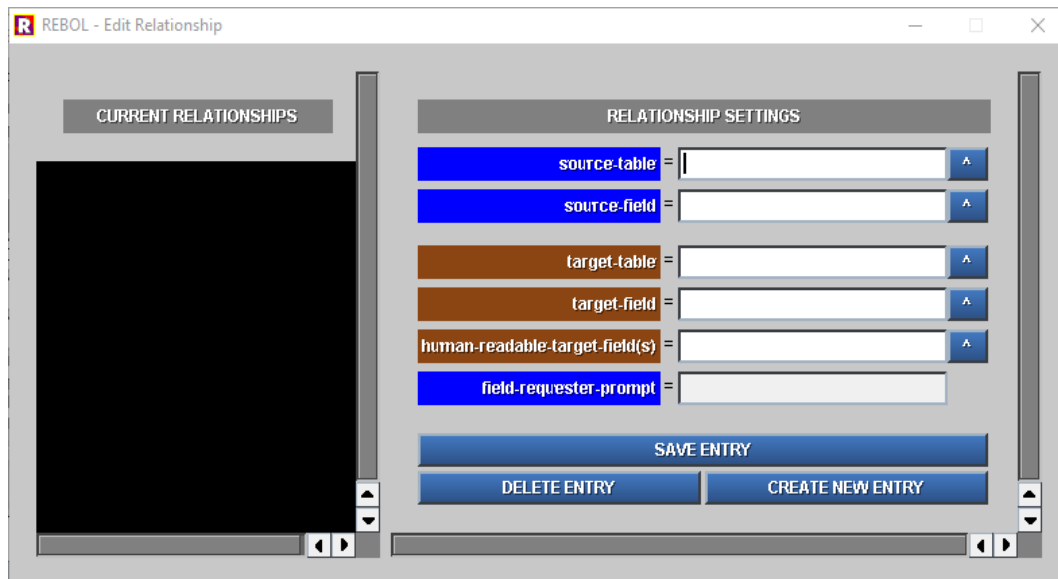 REBOL - Edit Relationship
CURRENT RELATIONSHIPS
RELATIONSHIP SETTINGS
source-table =
^
source-field =
^
target-table =
^
target-field =
^
human-readable-target-field(s) =
^
field-requester-prompt =
SAVE ENTRY
DELETE ENTRY
CREATE NEW ENTRY